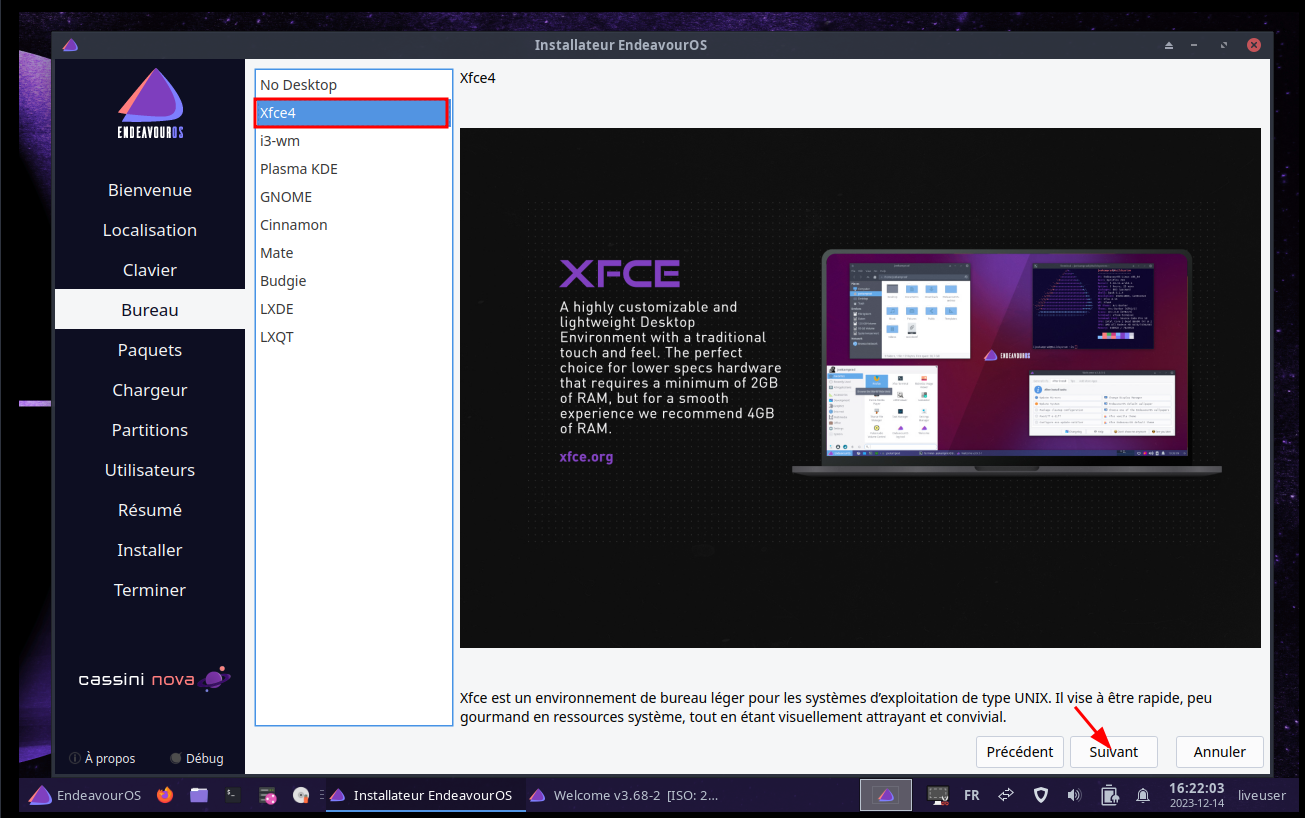 Installateur EndeavourOS
ENDEAVOUROS
Bienvenue
Localisation
Clavier
Bureau
Paquets
Chargeur
Partitions
Utilisateurs
Résumé
Installer
Terminer
cassini nova
À propos
Débug
No Desktop
Xfce4
i3-wm
Plasma KDE
GNOME
Cinnamon
Mate
Budgie
LXDE
LXQT
Xfce4
XFCE
A highly customizable and
lightweight Desktop
Environment with a traditional
touch and feel. The perfect
choice for lower specs hardware
that requires a minimum of 2GB
of RAM, but for a smooth
experience we recommend 4GB
of RAM.
xfce.org
ENDEAVOUROS
Xfce est un environnement de bureau léger pour les systèmes d’exploitation de type UNIX. Il vise à être rapide, peu
gourmand en ressources système, tout en étant visuellement attrayant et convivial.
Précédent
Suivant
Annuler
EndeavourOS
Installateur EndeavourOS
Welcome v3.68-2 [ISO: 2...
FR
16:22:03
2023-12-14
liveuser